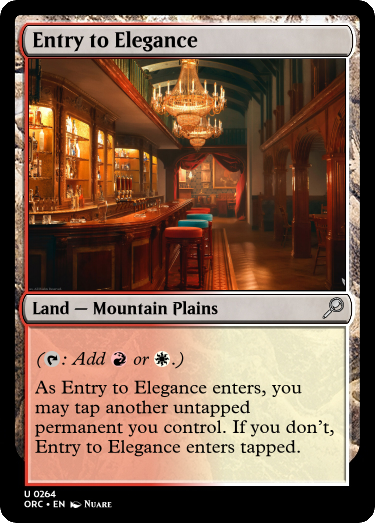 Entry to Elegance
Land — Mountain Plains
(T: Add R or W.)
As Entry to Elegance enters, you
may tap another untapped
permanent you control. If you don't,
Entry to Elegance enters tapped.
U 0264
ORC • EN Nuare